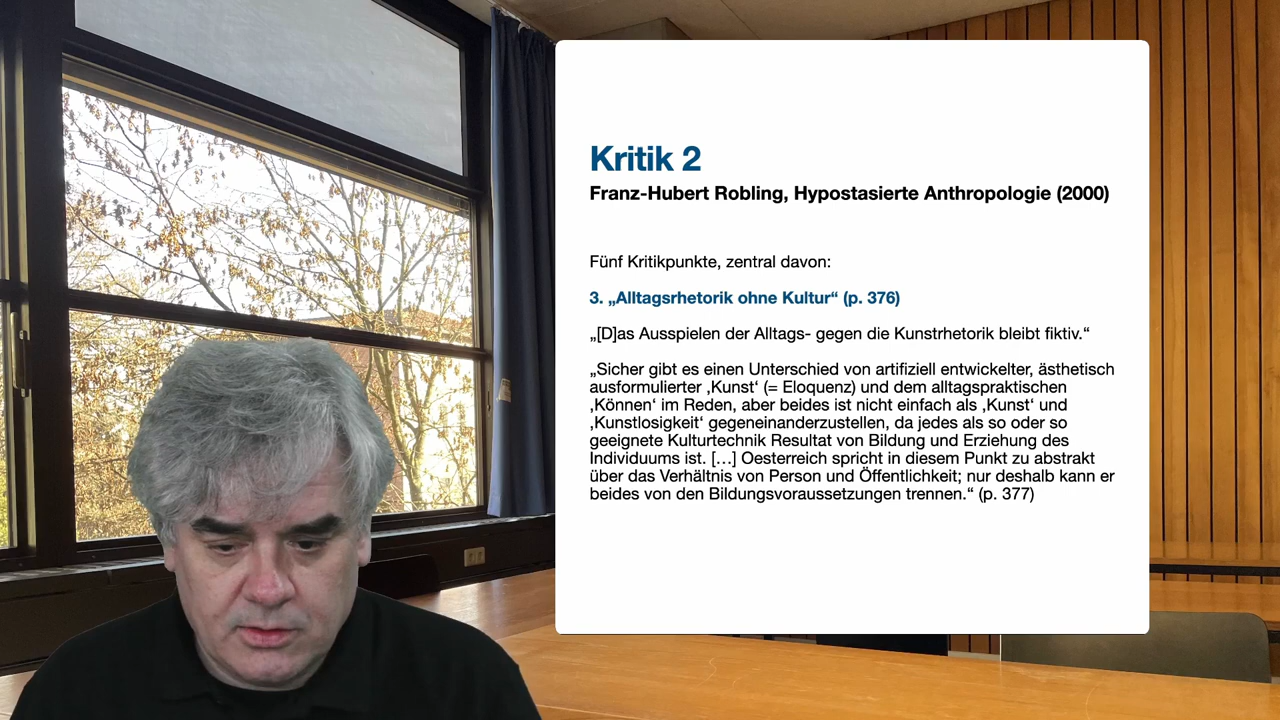 Kritik 2
Franz-Hubert Robling, Hypostasierte Anthropologie (2000)
Fünf Kritikpunkte, zentral davon:
3. „Alltagsrhetorik ohne Kultur“ (p. 376)
„[D]as Ausspielen der Alltags- gegen die Kunstrhetorik bleibt fiktiv.“
„Sicher gibt es einen Unterschied von artifiziell entwickelter, ästhetisch
ausformulierter ‚Kunst‘ (= Eloquenz) und dem alltagspraktischen
‚Können‘ im Reden, aber beides ist nicht einfach als ‚Kunst‘ und
‚Kunstlosigkeit‘ gegeneinanderzustellen, da jedes als so oder so
geeignete Kulturtechnik Resultat von Bildung und Erziehung des
Individuums ist. […] Oesterreich spricht in diesem Punkt zu abstrakt
über das Verhältnis von Person und Öffentlichkeit; nur deshalb kann er
beides von den Bildungsvoraussetzungen trennen.“ (p. 377)